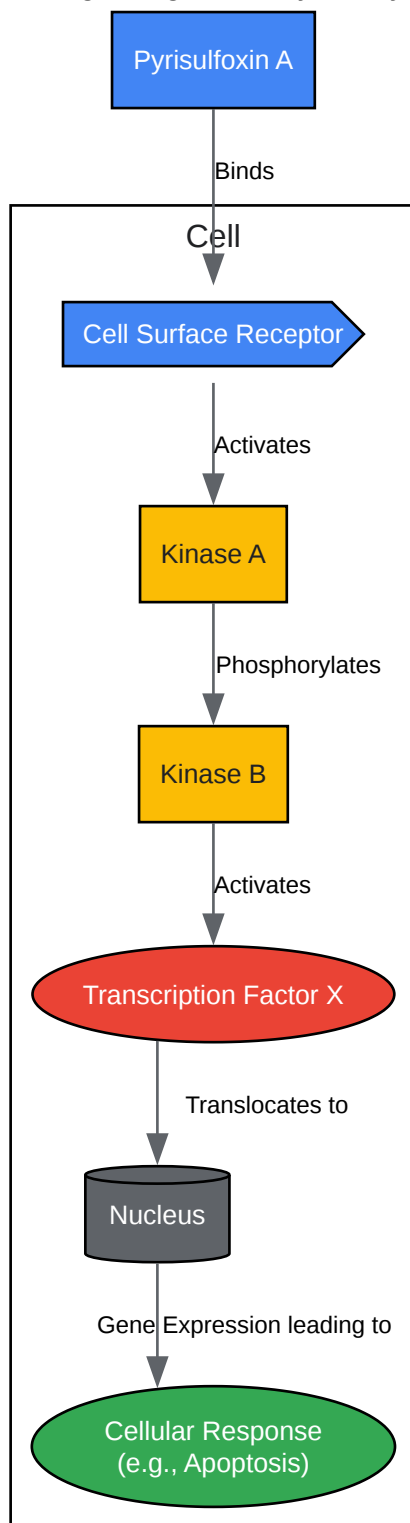 Pyrisulfoxin A
Binds
Cell
Cell Surface Receptor
Activates
Kinase A
Phosphorylates
Kinase B
Activates
Transcription Factor X
Translocates to
Nucleus
Gene Expression leading to
Cellular Response
(e.g., Apoptosis)